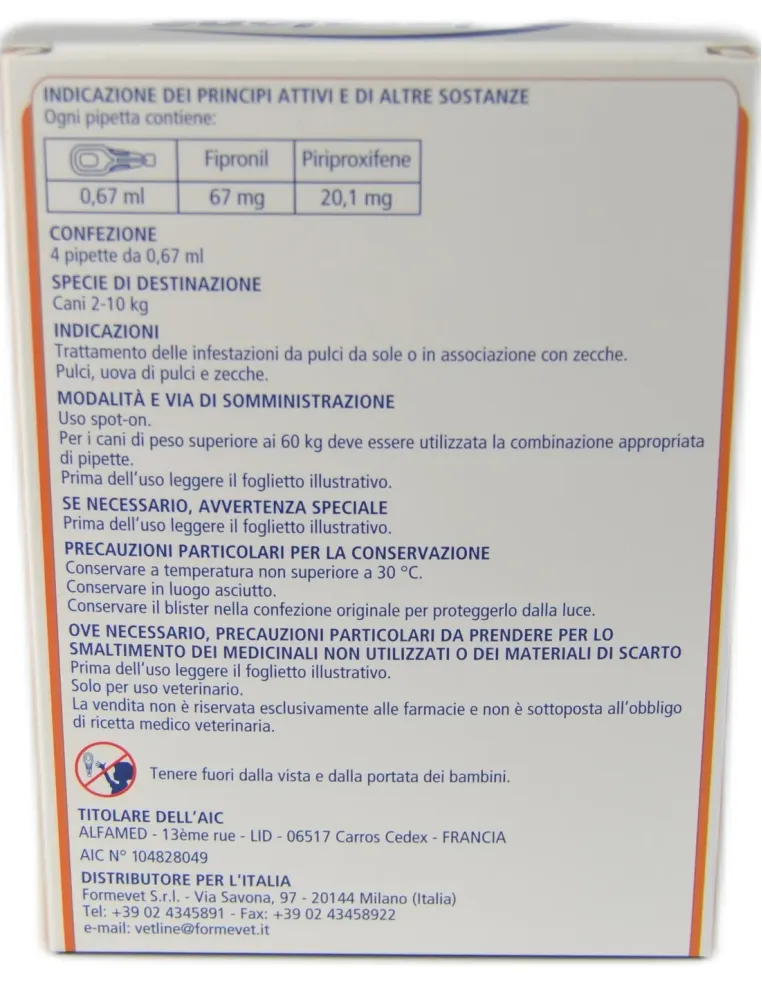 INDICAZIONE DEI PRINCIPI ATTIVI E DI ALTRE SOSTANZE
Ogni pipetta contiene:
Fipronil Piriproxifene
0,67 ml 67 mg 20,1 mg
CONFEZIONE
4 pipette da 0,67 ml
SPECIE DI DESTINAZIONE
Cani 2-10 kg
INDICAZIONI
Trattamento delle infestazioni da pulci da sole o in associazione con zecche.
Pulci, uova di pulci e zecche.
MODALITÀ E VIA DI SOMMINISTRAZIONE
Uso spot-on.
Per i cani di peso superiore ai 60 kg deve essere utilizzata la combinazione appropriata
di pipette.
Prima dell'uso leggere il foglietto illustrativo.
SE NECESSARIO, AVVERTENZA SPECIALE
Prima dell'uso leggere il foglietto illustrativo.
PRECAUZIONI PARTICOLARI PER LA CONSERVAZIONE
Conservare a temperatura non superiore a 30 °C.
Conservare in luogo asciutto.
Conservare il blister nella confezione originale per proteggerlo dalla luce.
OVE NECESSARIO, PRECAUZIONI PARTICOLARI DA PRENDERE PER LO
SMALTIMENTO DEI MEDICINALI NON UTILIZZATI O DEI MATERIALI DI SCARTO
Prima dell'uso leggere il foglietto illustrativo.
Solo per uso veterinario.
La vendita non è riservata esclusivamente alle farmacie e non è sottoposta all'obbligo
di ricetta medico veterinaria.
Tenere fuori dalla vista e dalla portata dei bambini.
TITOLARE DELL'AIC
ALFAMED - 13ème rue - LID - 06517 Carros Cedex - FRANCIA
AIC N° 104828049
DISTRIBUTORE PER L'ITALIA
Formevet S.r.l. - Via Savona, 97 - 20144 Milano (Italia)
Tel: +39 02 4345891 - Fax: +39 02 43458922
e-mail: vetline@formevet.it